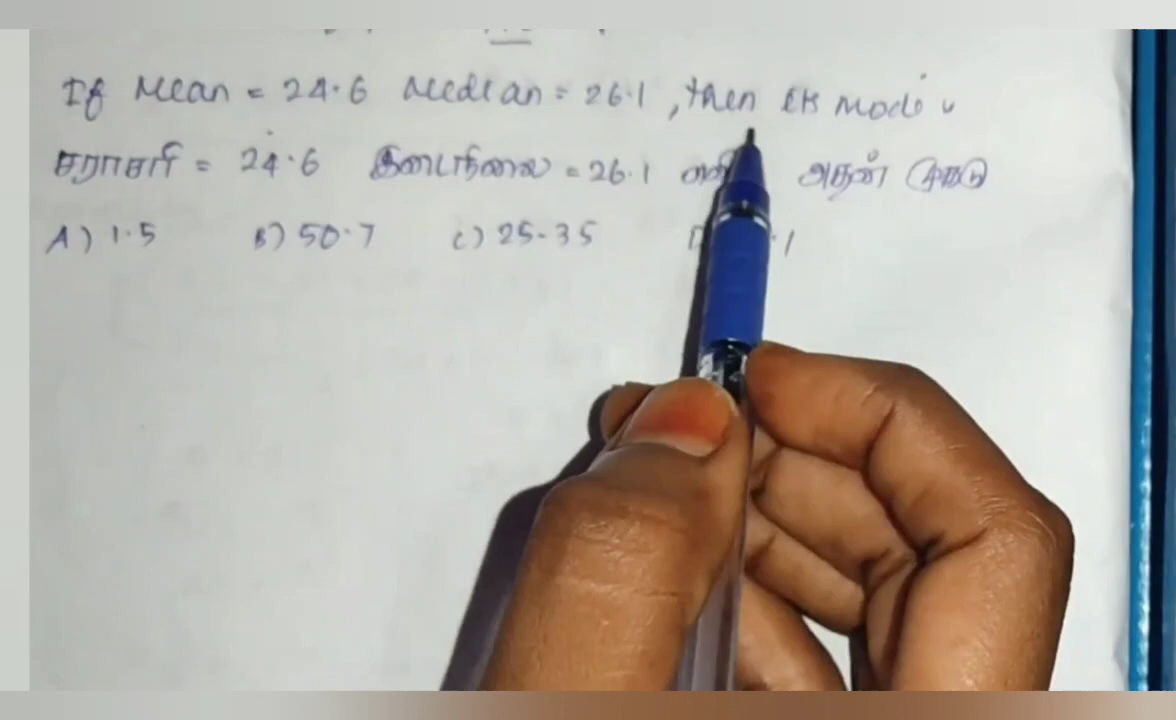 If Mean = 24.6 Median = 26.1, then its mode
சராசரி = 24.6 இடைநிலை = 26.1 அதன் முகடு
A) 1.5 B) 50.7 C) 25.35